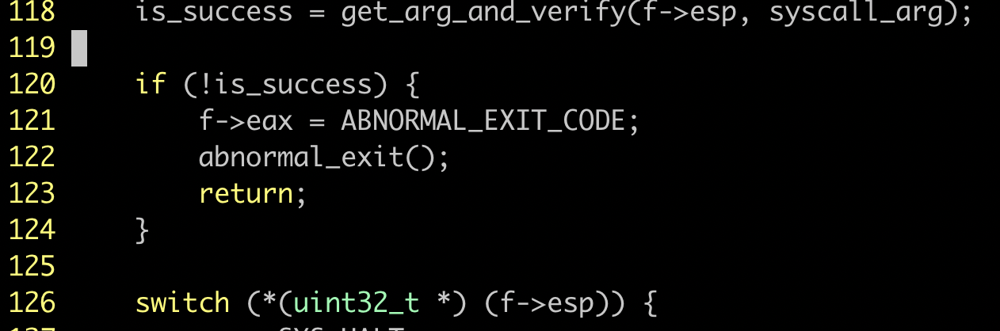 118     is_success = get_arg_and_verify(f->esp, syscall_arg);
119
120     if (!is_success) {
121         f->eax = ABNORMAL_EXIT_CODE;
122         abnormal_exit();
123         return;
124     }
125
126     switch (*(uint32_t *) (f->esp)) {